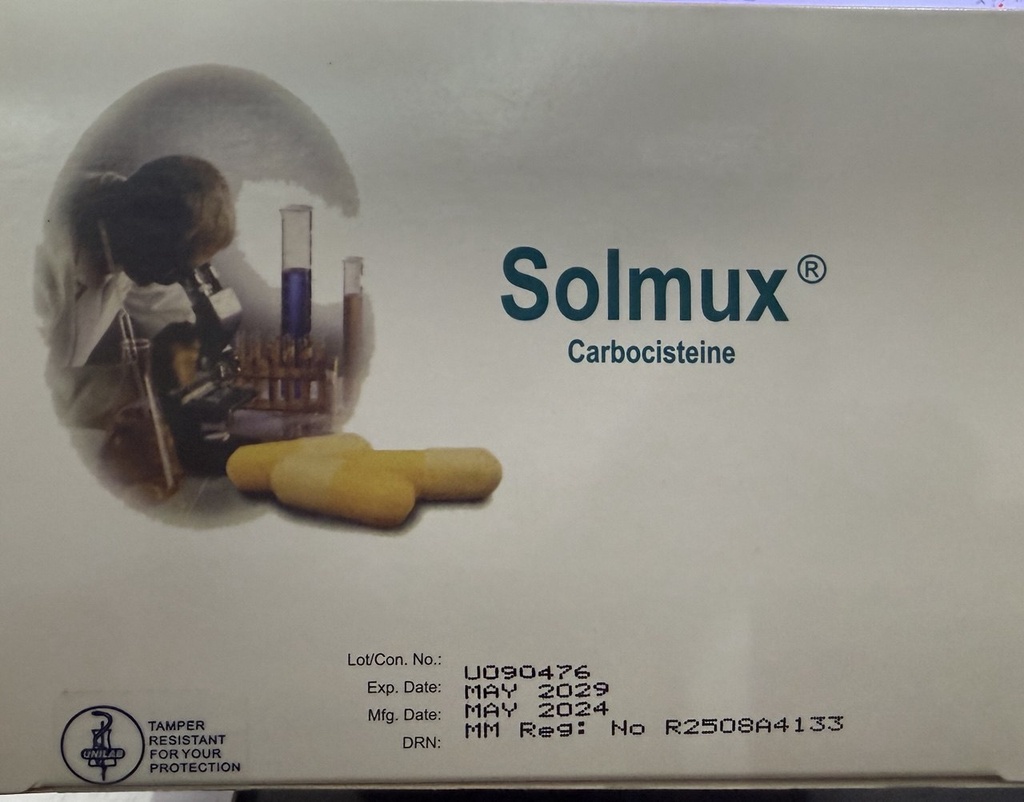 Solmux®
Carbocisteine
Lot/Con. No.: U090476
Exp. Date: MAY 2029
Mfg. Date: MAY 2024
DRN: MM Reg: No R2508A4133
UNILAB
TAMPER
RESISTANT
FOR YOUR
PROTECTION